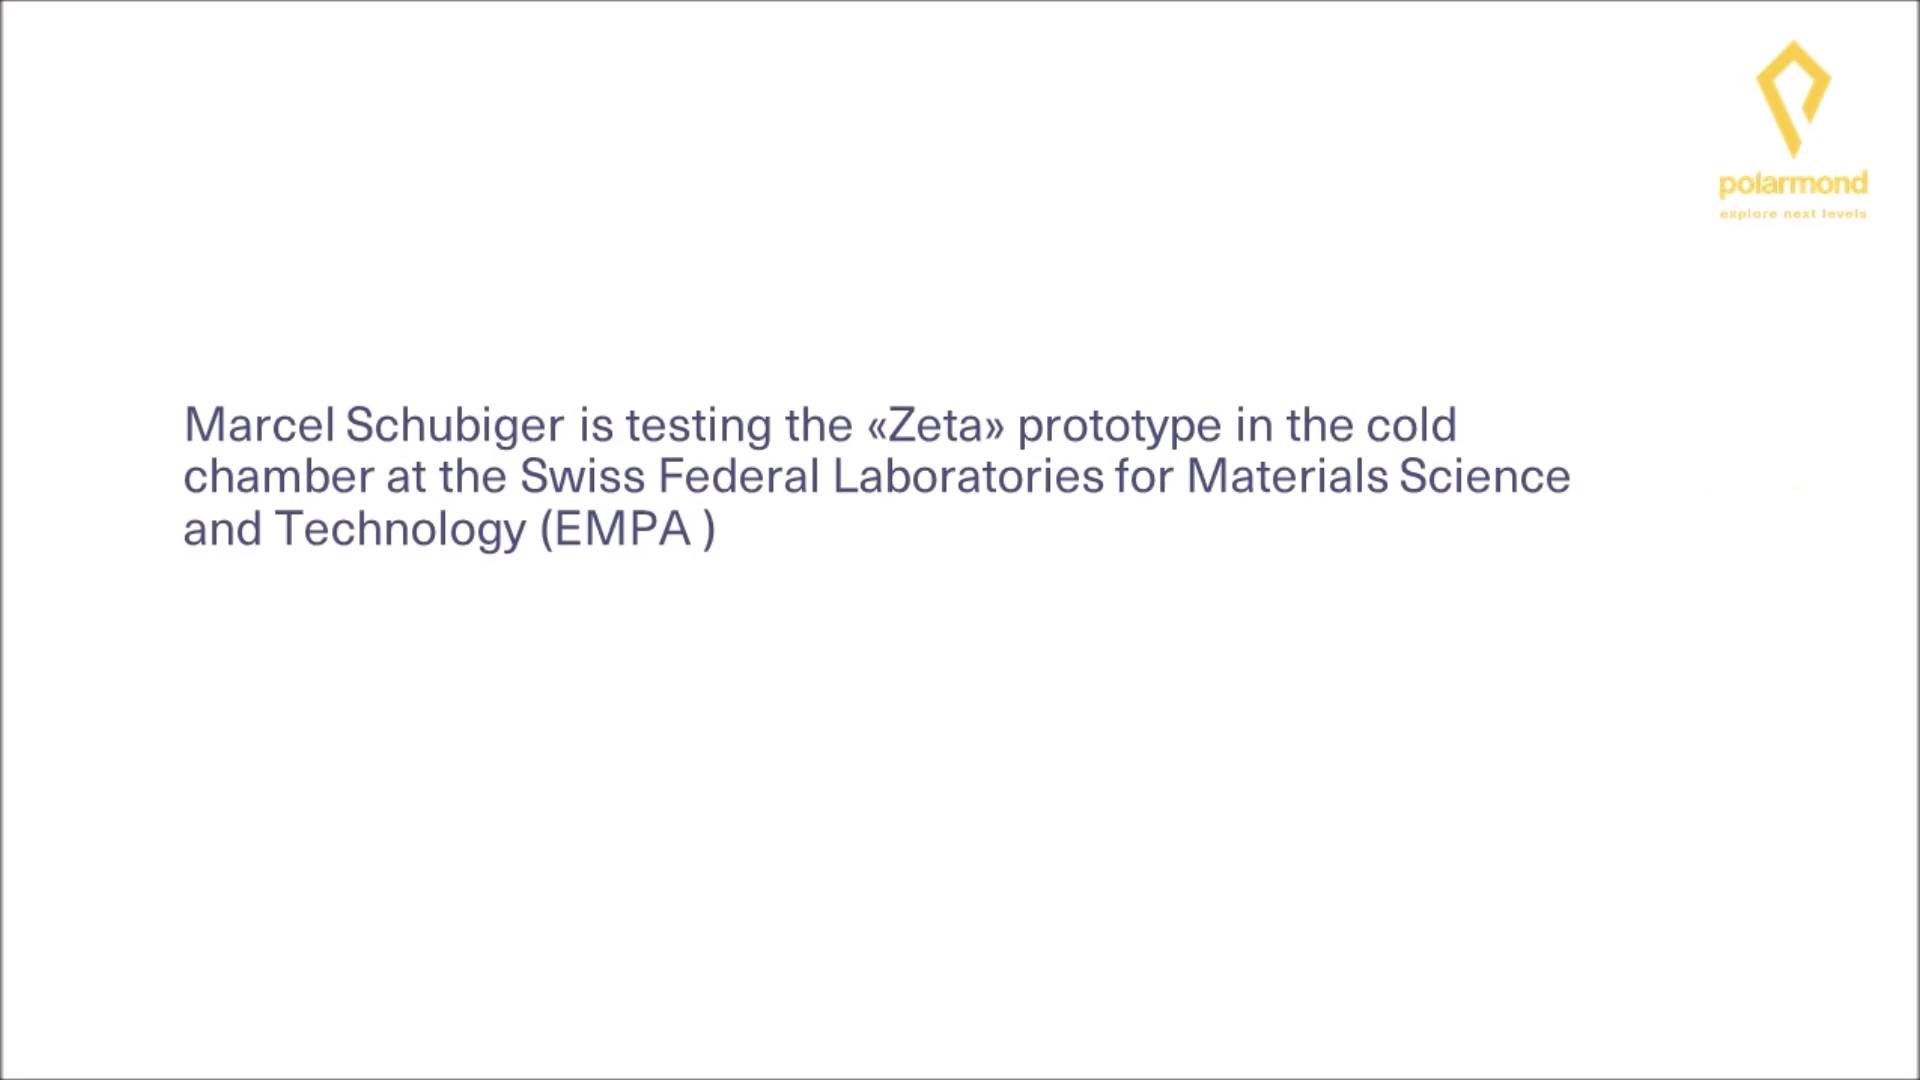 polarmond
explore next levels
Marcel Schubiger is testing the «Zeta» prototype in the cold
chamber at the Swiss Federal Laboratories for Materials Science
and Technology (EMPA )